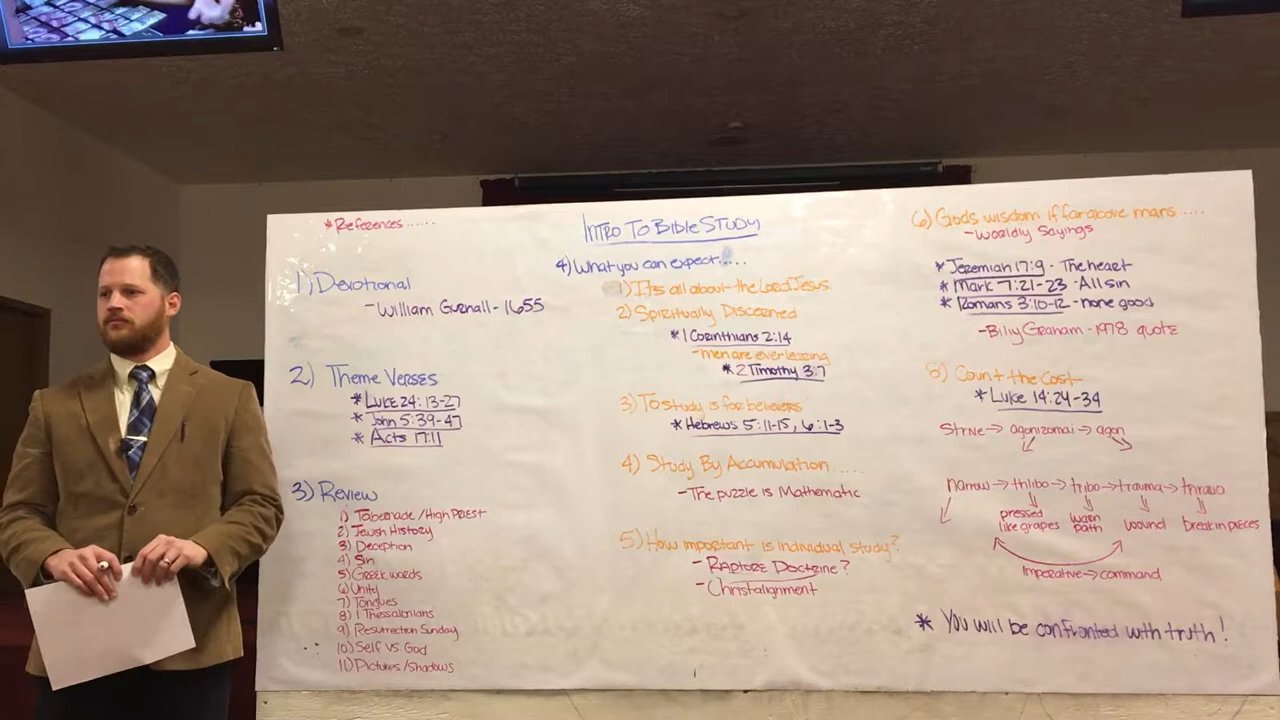 *References......
1) Devotional
-William Gurnall-1655
2) Theme Verses
*Luke 24:13-27
*John 5:39-47
*Acts 17:11
3) Review
1) Tabernacle/High Priest
2) Jewish History
3) Deception
4) Sin
5) Greek words
6) Unity
7) Tongues
8) 1 Thessalonians
9) Resurrection Sunday
10) Self vs. God
11) Pictures/Shadows
Intro To Bible Study
4) What you can expect.....
1) Its all about the Lord Jesus
2) Spiritually Discerned
*1 Corinthians 2:14
-men are ever learing
*2 Timothy 3:7
3) To study is for believers
*Hebrews 5:11-15, 6:1-3
4) Study By Accumulation.....
-The puzzle is Mathematic
5) How important is individual study?
-Rapture Doctrine?
-Christalignment
6) Gods wisdom if far above mans....
-Worldly Sayings
*Jeremiah 17:9 - The heart
*Mark 7:21-23 - All sin
*Romans 3:10-12 - none good
-Billy Graham-1978 quote
8) Count the Cost
*Luke 14:24-34
Strive→agonizomai→agon
narrow→thlibo→tribo→trauma→thrauo
pressed like grapes
worn path
wound
break in pieces
Imperative→command
* You will be confronted with truth!